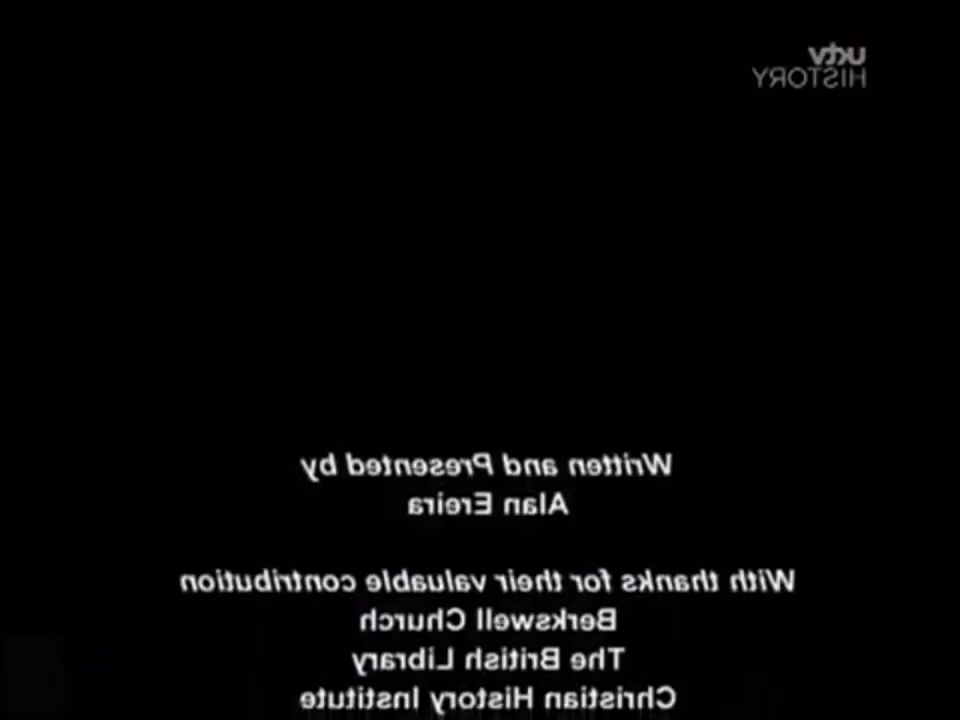 uktv
HISTORY
Written and Presented by
Alan Ereira
With thanks for their valuable contribution
Berkswell Church
The British Library
Christian History Institute